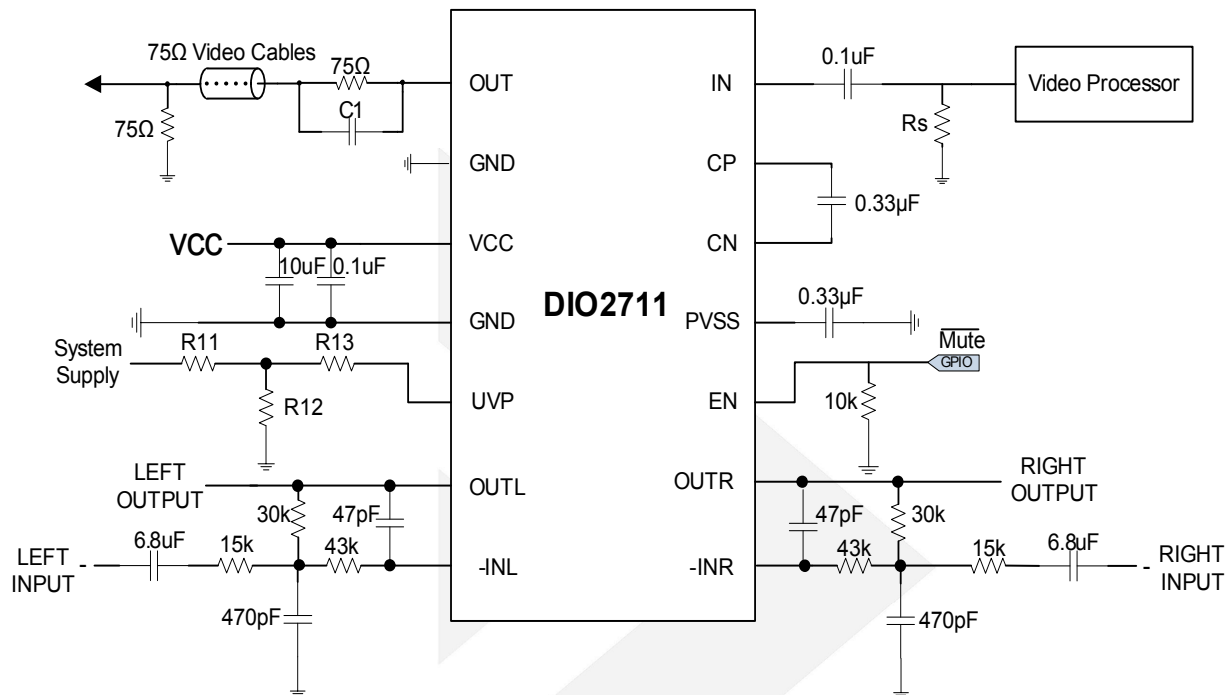 75Ω Video Cables
75Ω
C1
75Ω
OUT
GND
VCC
VCC
10uF
0.1uF
GND
System
Supply
R11
R13
R12
UVP
LEFT
OUTPUT
OUTL
30k
47pF
6.8uF
LEFT
INPUT
-
15k
43k
-INL
470pF
DIO2711
IN
0.1uF
Video Processor
Rs
CP
0.33µF
CN
0.33µF
PVSS
Mute
GPIO
EN
10k
OUTR
RIGHT
OUTPUT
47pF
30k
-INR
43k
15k
6.8uF
-
RIGHT
INPUT
470pF